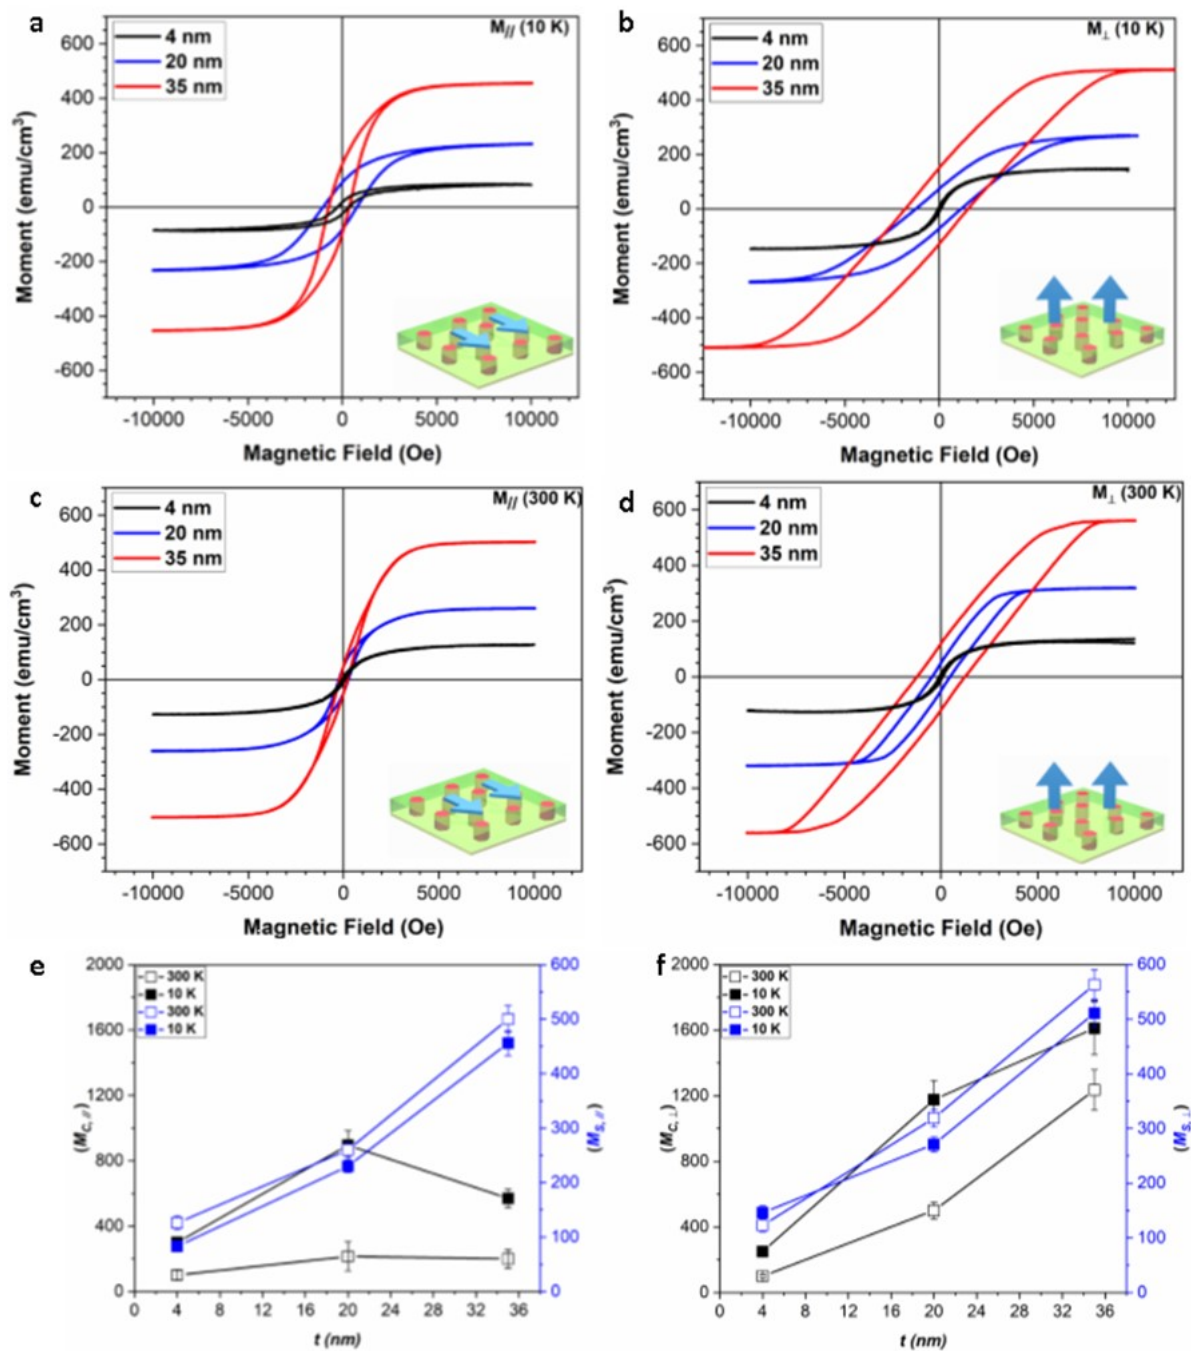 a
M// (10 K)
4 nm
20 nm
35 nm
600
400
200
0
-200
-400
-600
Moment (emu/cm³)
-10000 -5000 0 5000 10000
Magnetic Field (Oe)
b
M⊥ (10 K)
4 nm
20 nm
35 nm
600
400
200
0
-200
-400
-600
Moment (emu/cm³)
-10000 -5000 0 5000 10000
Magnetic Field (Oe)
c
M// (300 K)
4 nm
20 nm
35 nm
600
400
200
0
-200
-400
-600
Moment (emu/cm³)
-10000 -5000 0 5000 10000
Magnetic Field (Oe)
d
M⊥ (300 K)
4 nm
20 nm
35 nm
600
400
200
0
-200
-400
-600
Moment (emu/cm³)
-10000 -5000 0 5000 10000
Magnetic Field (Oe)
e
300 K
10 K
300 K
10 K
2000
1600
1200
800
400
0
(MC,//)
600
500
400
300
200
100
0
(MS,//)
0 4 8 12 16 20 24 28 32 36
t (nm)
f
300 K
10 K
300 K
10 K
2000
1600
1200
800
400
0
(MC,⊥)
600
500
400
300
200
100
0
(MS,⊥)
0 4 8 12 16 20 24 28 32 36
t (nm)